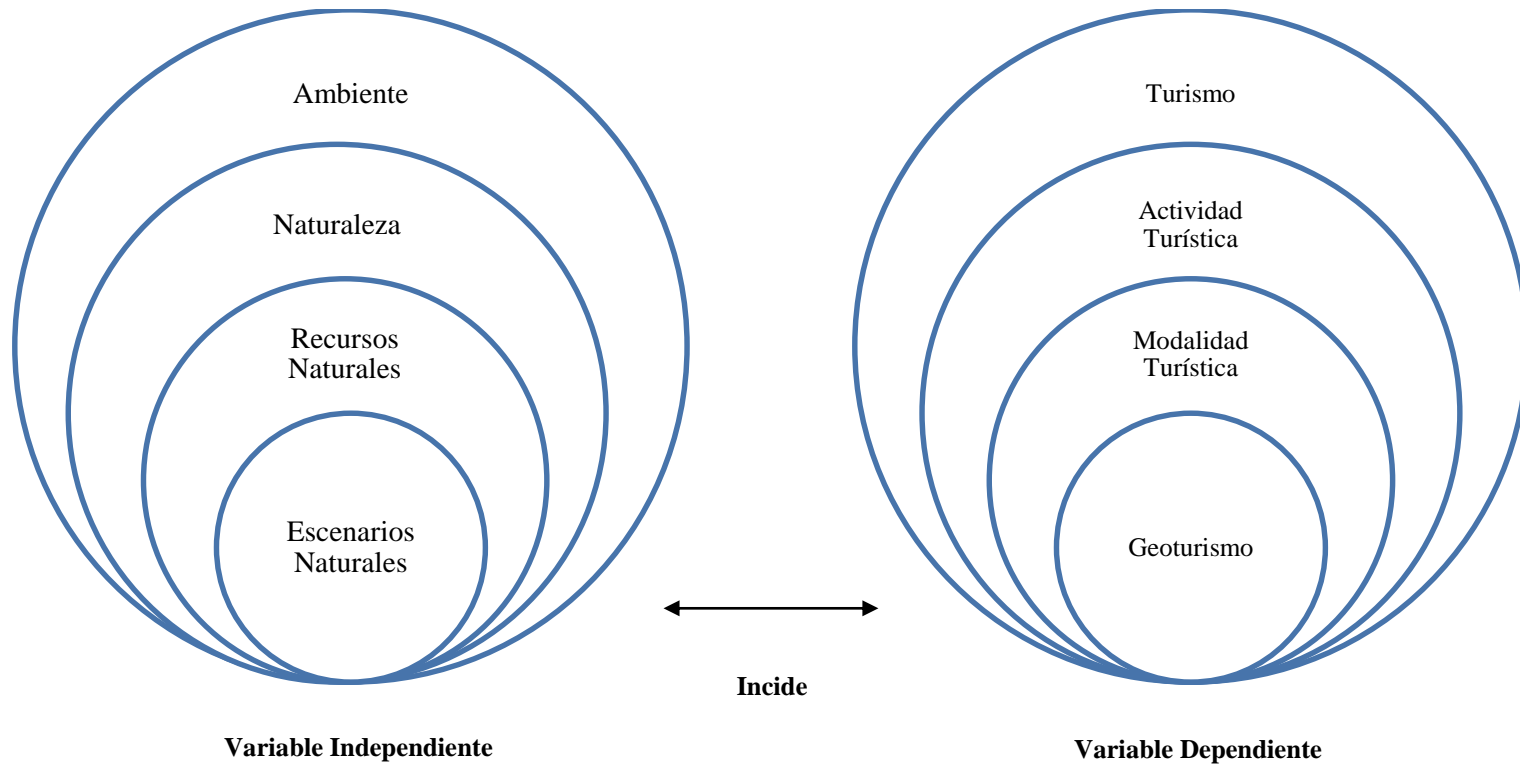 Ambiente
Naturaleza
Recursos
Naturales
Escenarios
Naturales
Turismo
Actividad
Turística
Modalidad
Turística
Geoturismo
Incide
Variable Independiente
Variable Dependiente